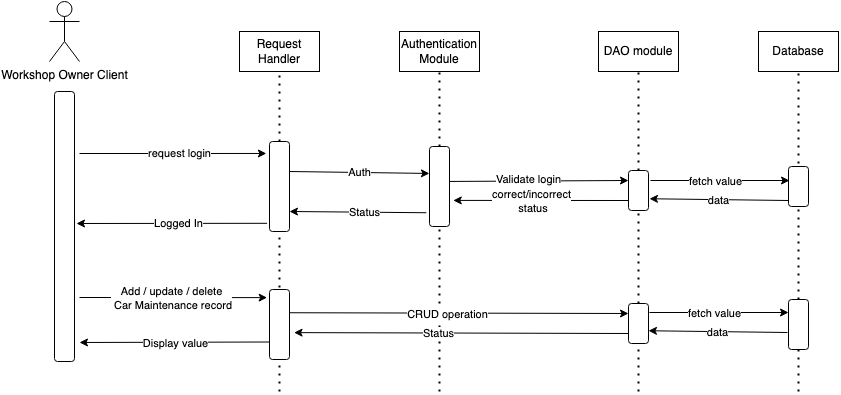 Workshop Owner Client
Request
Handler
Authentication
Module
DAO module
Database
request login
Auth
Validate login
fetch value
correct/incorrect
status
data
Status
Logged In
Add / update / delete
Car Maintenance record
CRUD operation
fetch value
Status
data
Display value